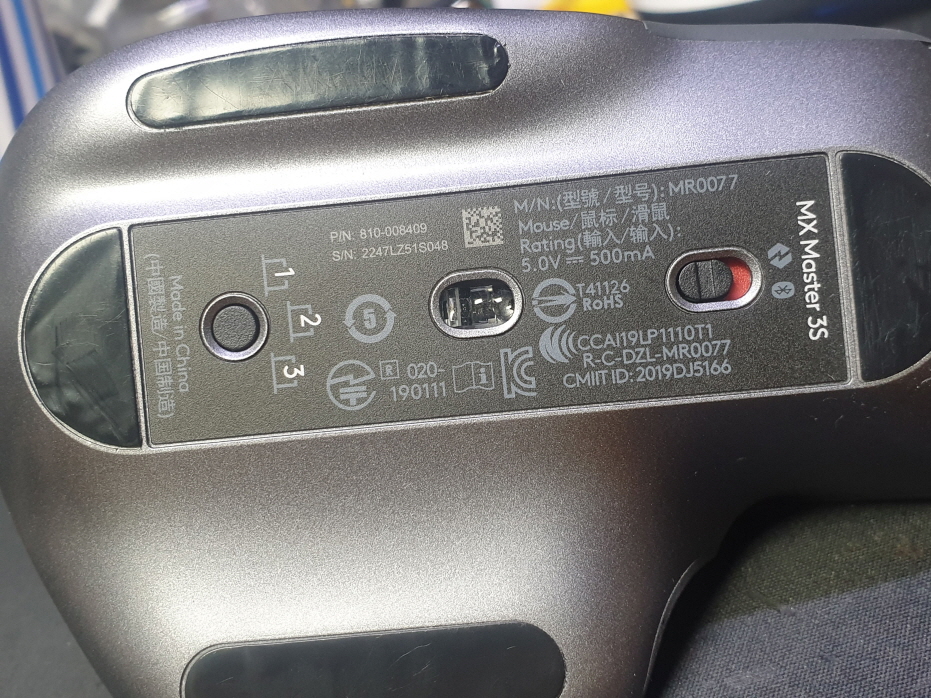 P/N: 810-008409
S/N: 2247LZ51S048
M/N:(型號/型号): MR0077
Mouse/鼠标/滑鼠
Rating(輸入/输入):
5.0V⎓500mA
MX Master 3S
Made in China
(中國製造 中国制造)
1
2
3
5
T41126
RoHS
R 020-
190111
CCAI19LP1110T1
R-C-DZL-MR0077
CMIIT ID: 2019DJ5166